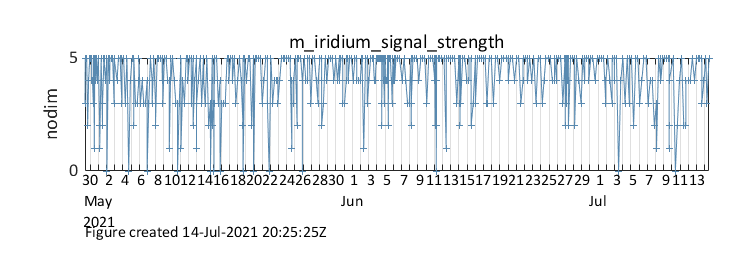 m_iridium_signal_strength
5
nodim
0
30 2 4 6 8 10 12 14 16 18 20 22 24 26 28 30 1 3 5 7 9 11 13 15 17 19 21 23 25 27 29 1 3 5 7 9 11 13
May Jun Jul
2021
Figure created 14-Jul-2021 20:25:25Z